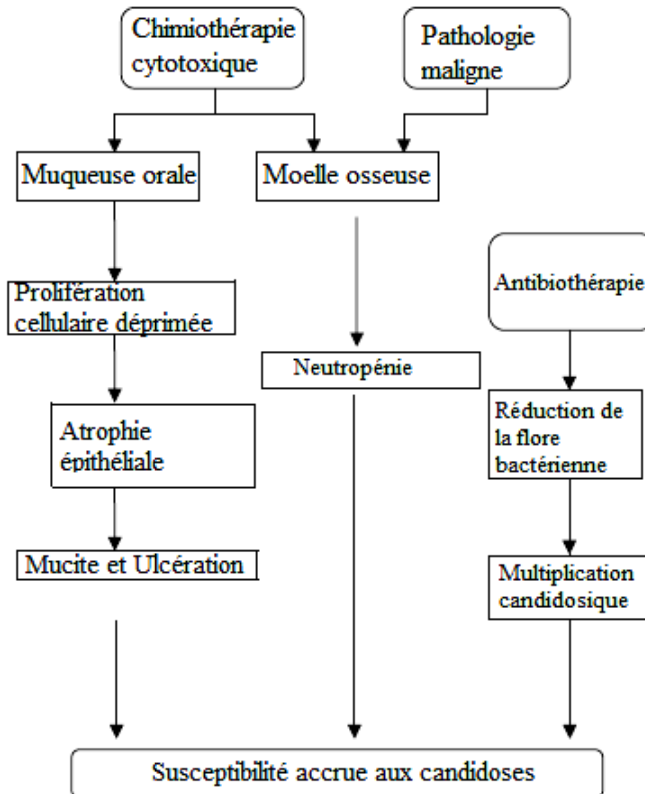 Chimiothérapie
cytotoxique
Pathologie
maligne
Muqueuse orale
Moelle osseuse
Prolifération
cellulaire déprimée
Antibiothérapie
Neutropénie
Atrophie
épithéliale
Réduction de
la flore
bactérienne
Mucite et Ulcération
Multiplication
candidosique
Susceptibilité accrue aux candidoses